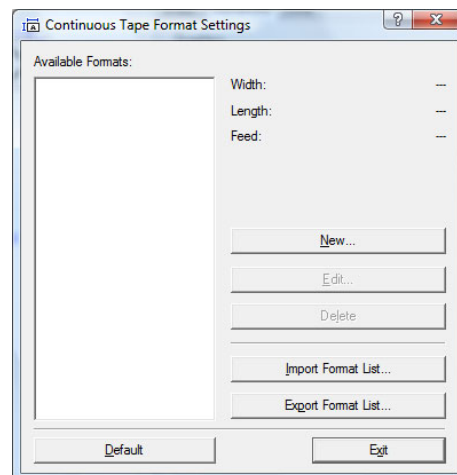 Continuous Tape Format Settings
Available Formats:
Width: ---
Length: ---
Feed: ---
New...
Edit...
Delete
Import Format List...
Export Format List...
Default
Exit